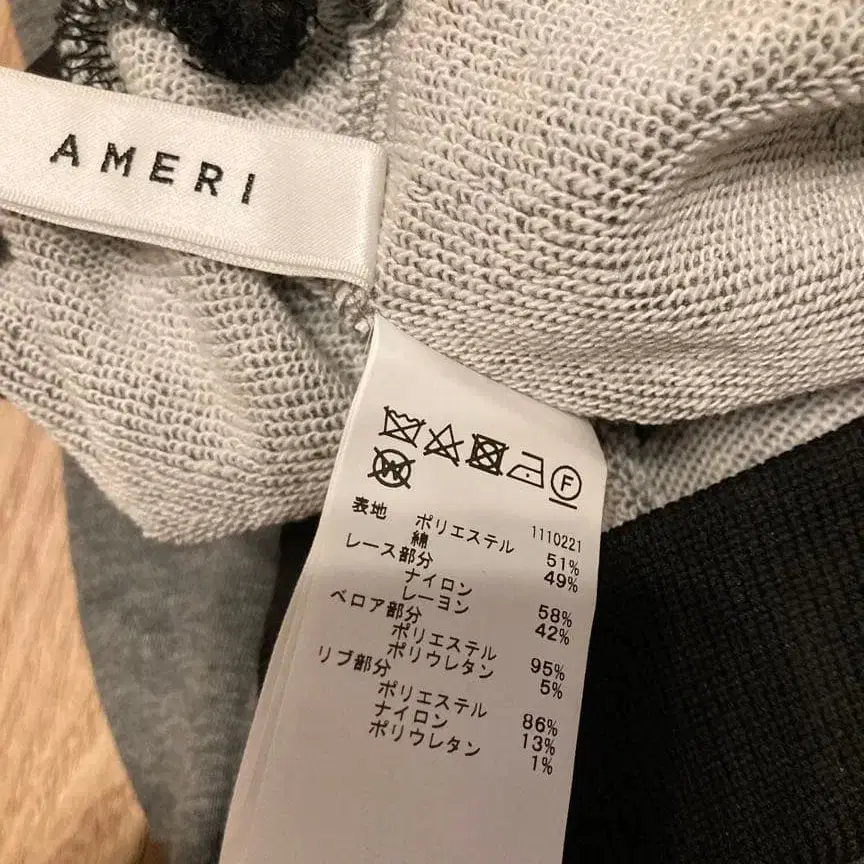 AMERI
F
W
1110221
表地
ポリエステル 51%
綿 49%
レース部分
ナイロン 58%
レーヨン 42%
ベロア部分
ポリエステル 95%
ポリウレタン 5%
リブ部分
ポリエステル 86%
ナイロン 13%
ポリウレタン 1%